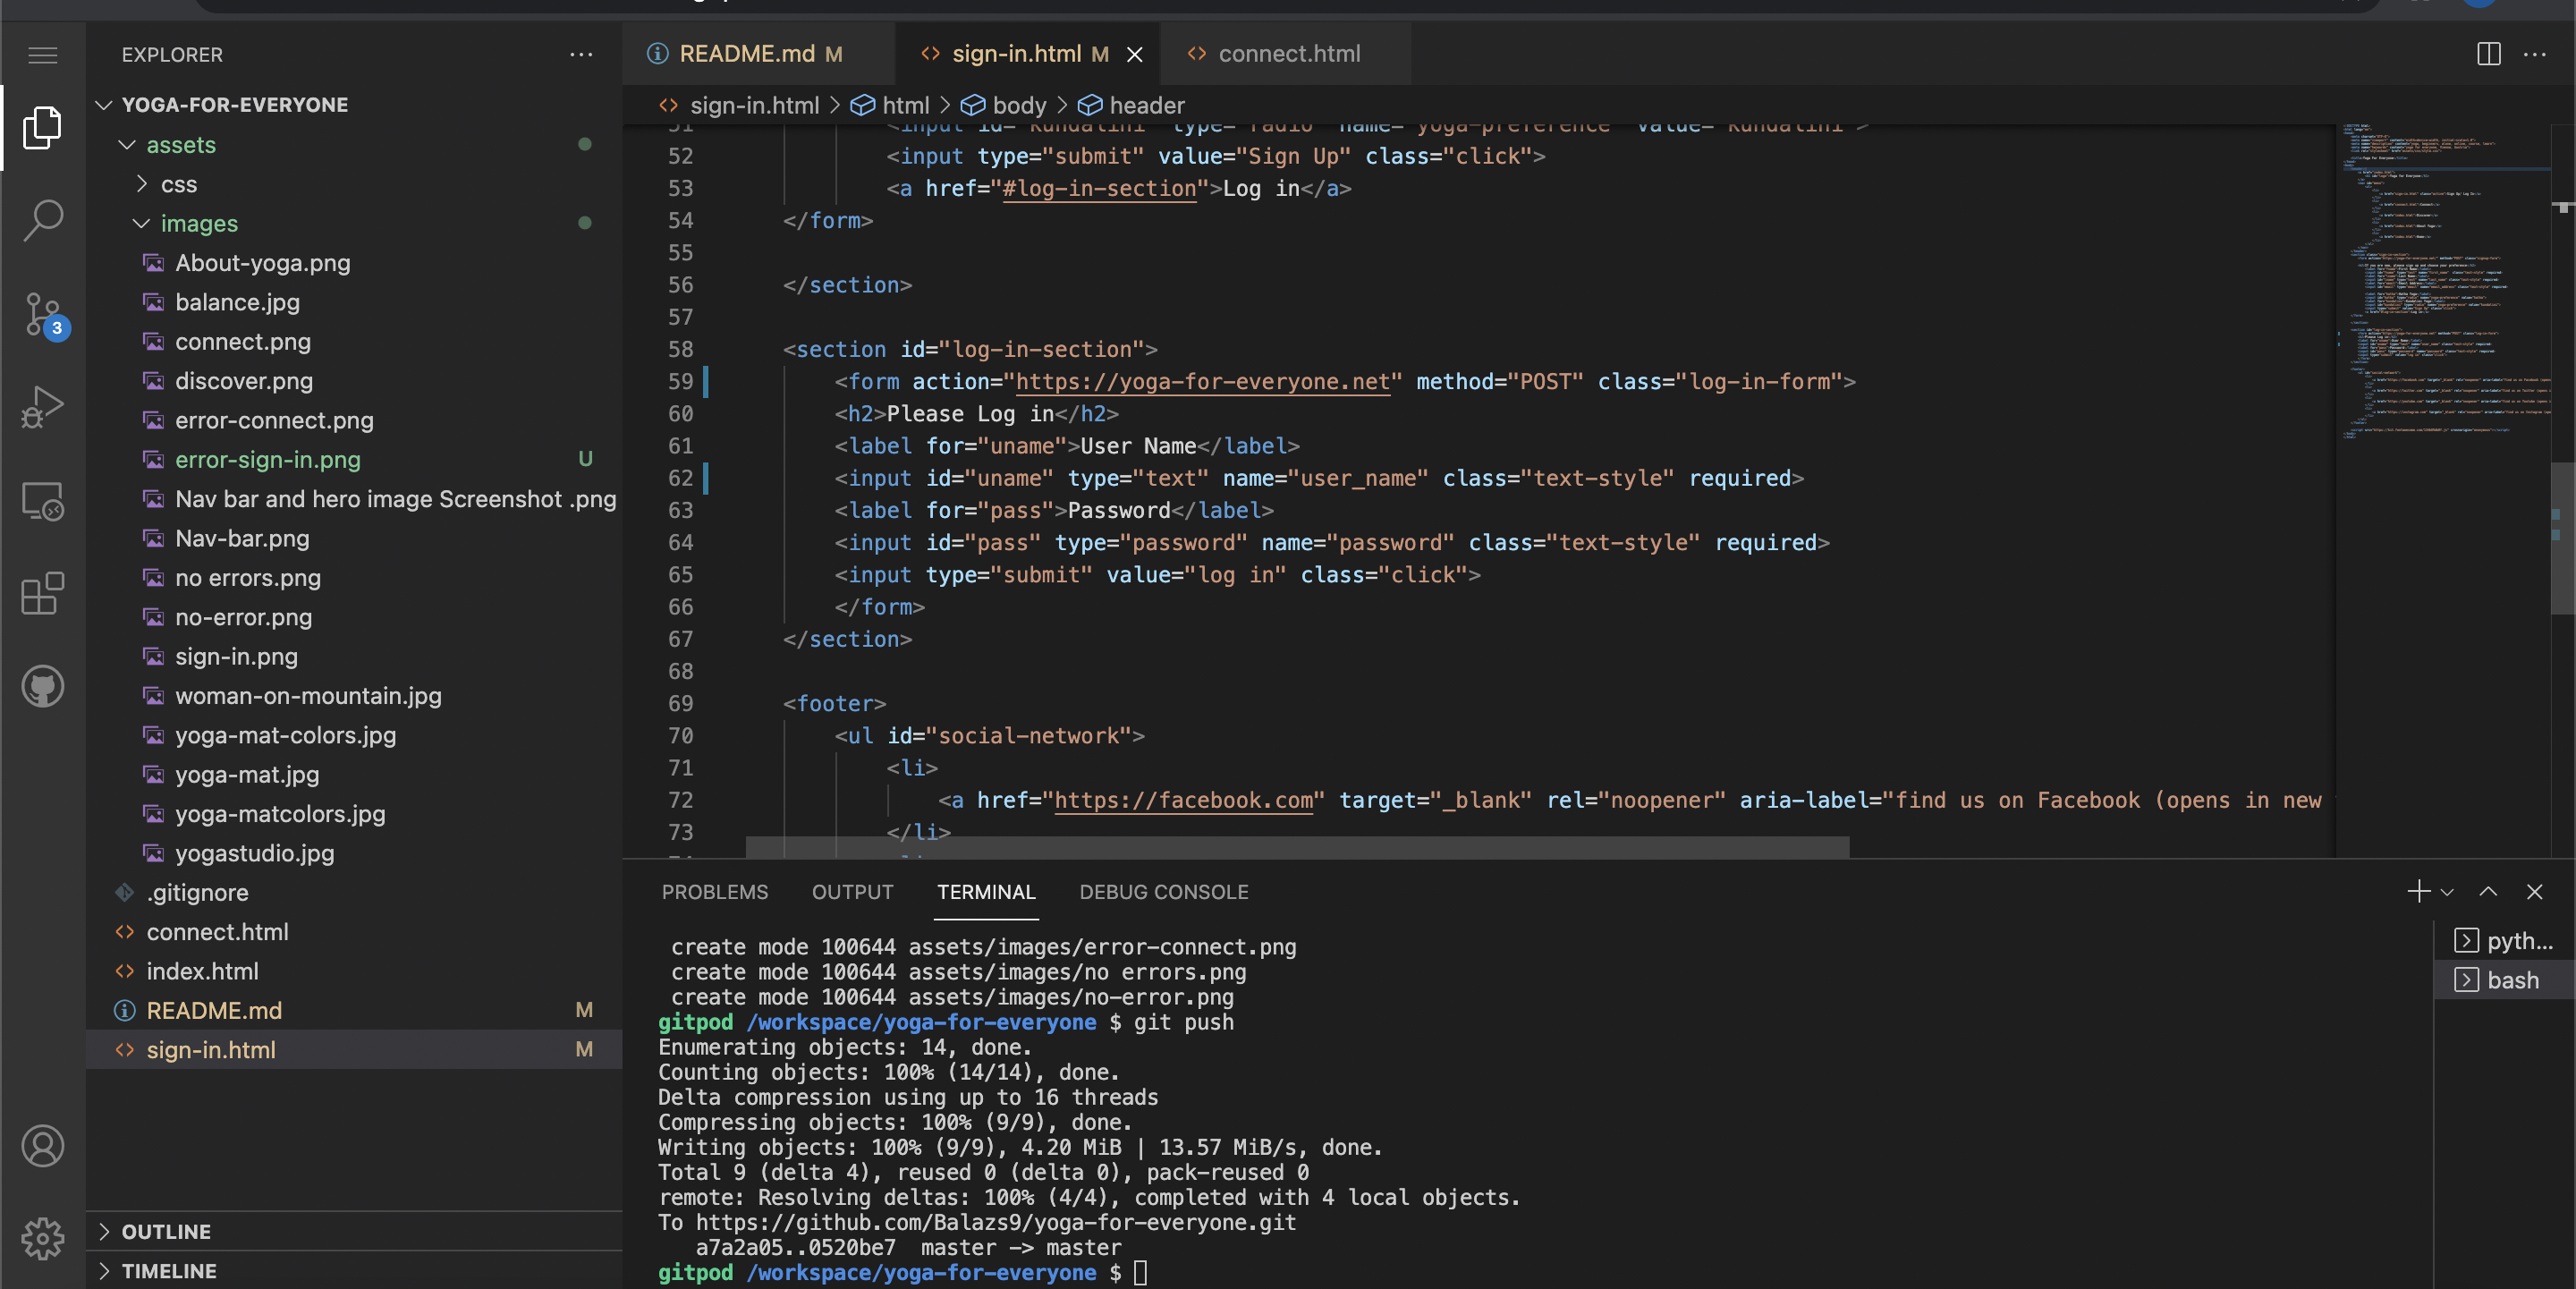 EXPLORER
YOGA-FOR-EVERYONE
assets
css
images
About-yoga.png
balance.jpg
connect.png
discover.png
error-connect.png
error-sign-in.png U
Nav bar and hero image Screenshot .png
Nav-bar.png
no errors.png
no-error.png
sign-in.png
woman-on-mountain.jpg
yoga-mat-colors.jpg
yoga-mat.jpg
yoga-matcolors.jpg
yogastudio.jpg
.gitignore
connect.html
index.html
README.md M
sign-in.html M
OUTLINE
TIMELINE
3
README.md M
sign-in.html M
connect.html
sign-in.html > html > body > header
51 <input id="kundalini" type="radio" name="yoga-preference" value="kundalini">
52 <input type="submit" value="Sign Up" class="click">
53 <a href="#log-in-section">Log in</a>
54 </form>
55
56 </section>
57
58 <section id="log-in-section">
59 <form action="https://yoga-for-everyone.net" method="POST" class="log-in-form">
60 <h2>Please Log in</h2>
61 <label for="uname">User Name</label>
62 <input id="uname" type="text" name="user_name" class="text-style" required>
63 <label for="pass">Password</label>
64 <input id="pass" type="password" name="password" class="text-style" required>
65 <input type="submit" value="log in" class="click">
66 </form>
67 </section>
68
69 <footer>
70 <ul id="social-network">
71 <li>
72 <a href="https://facebook.com" target="_blank" rel="noopener" aria-label="find us on Facebook (opens in new
73 </li>
PROBLEMS OUTPUT TERMINAL DEBUG CONSOLE
create mode 100644 assets/images/error-connect.png
create mode 100644 assets/images/no errors.png
create mode 100644 assets/images/no-error.png
gitpod /workspace/yoga-for-everyone $ git push
Enumerating objects: 14, done.
Counting objects: 100% (14/14), done.
Delta compression using up to 16 threads
Compressing objects: 100% (9/9), done.
Writing objects: 100% (9/9), 4.20 MiB | 13.57 MiB/s, done.
Total 9 (delta 4), reused 0 (delta 0), pack-reused 0
remote: Resolving deltas: 100% (4/4), completed with 4 local objects.
To https://github.com/Balazs9/yoga-for-everyone.git
a7a2a05..0520be7 master -> master
gitpod /workspace/yoga-for-everyone $
pyth...
bash